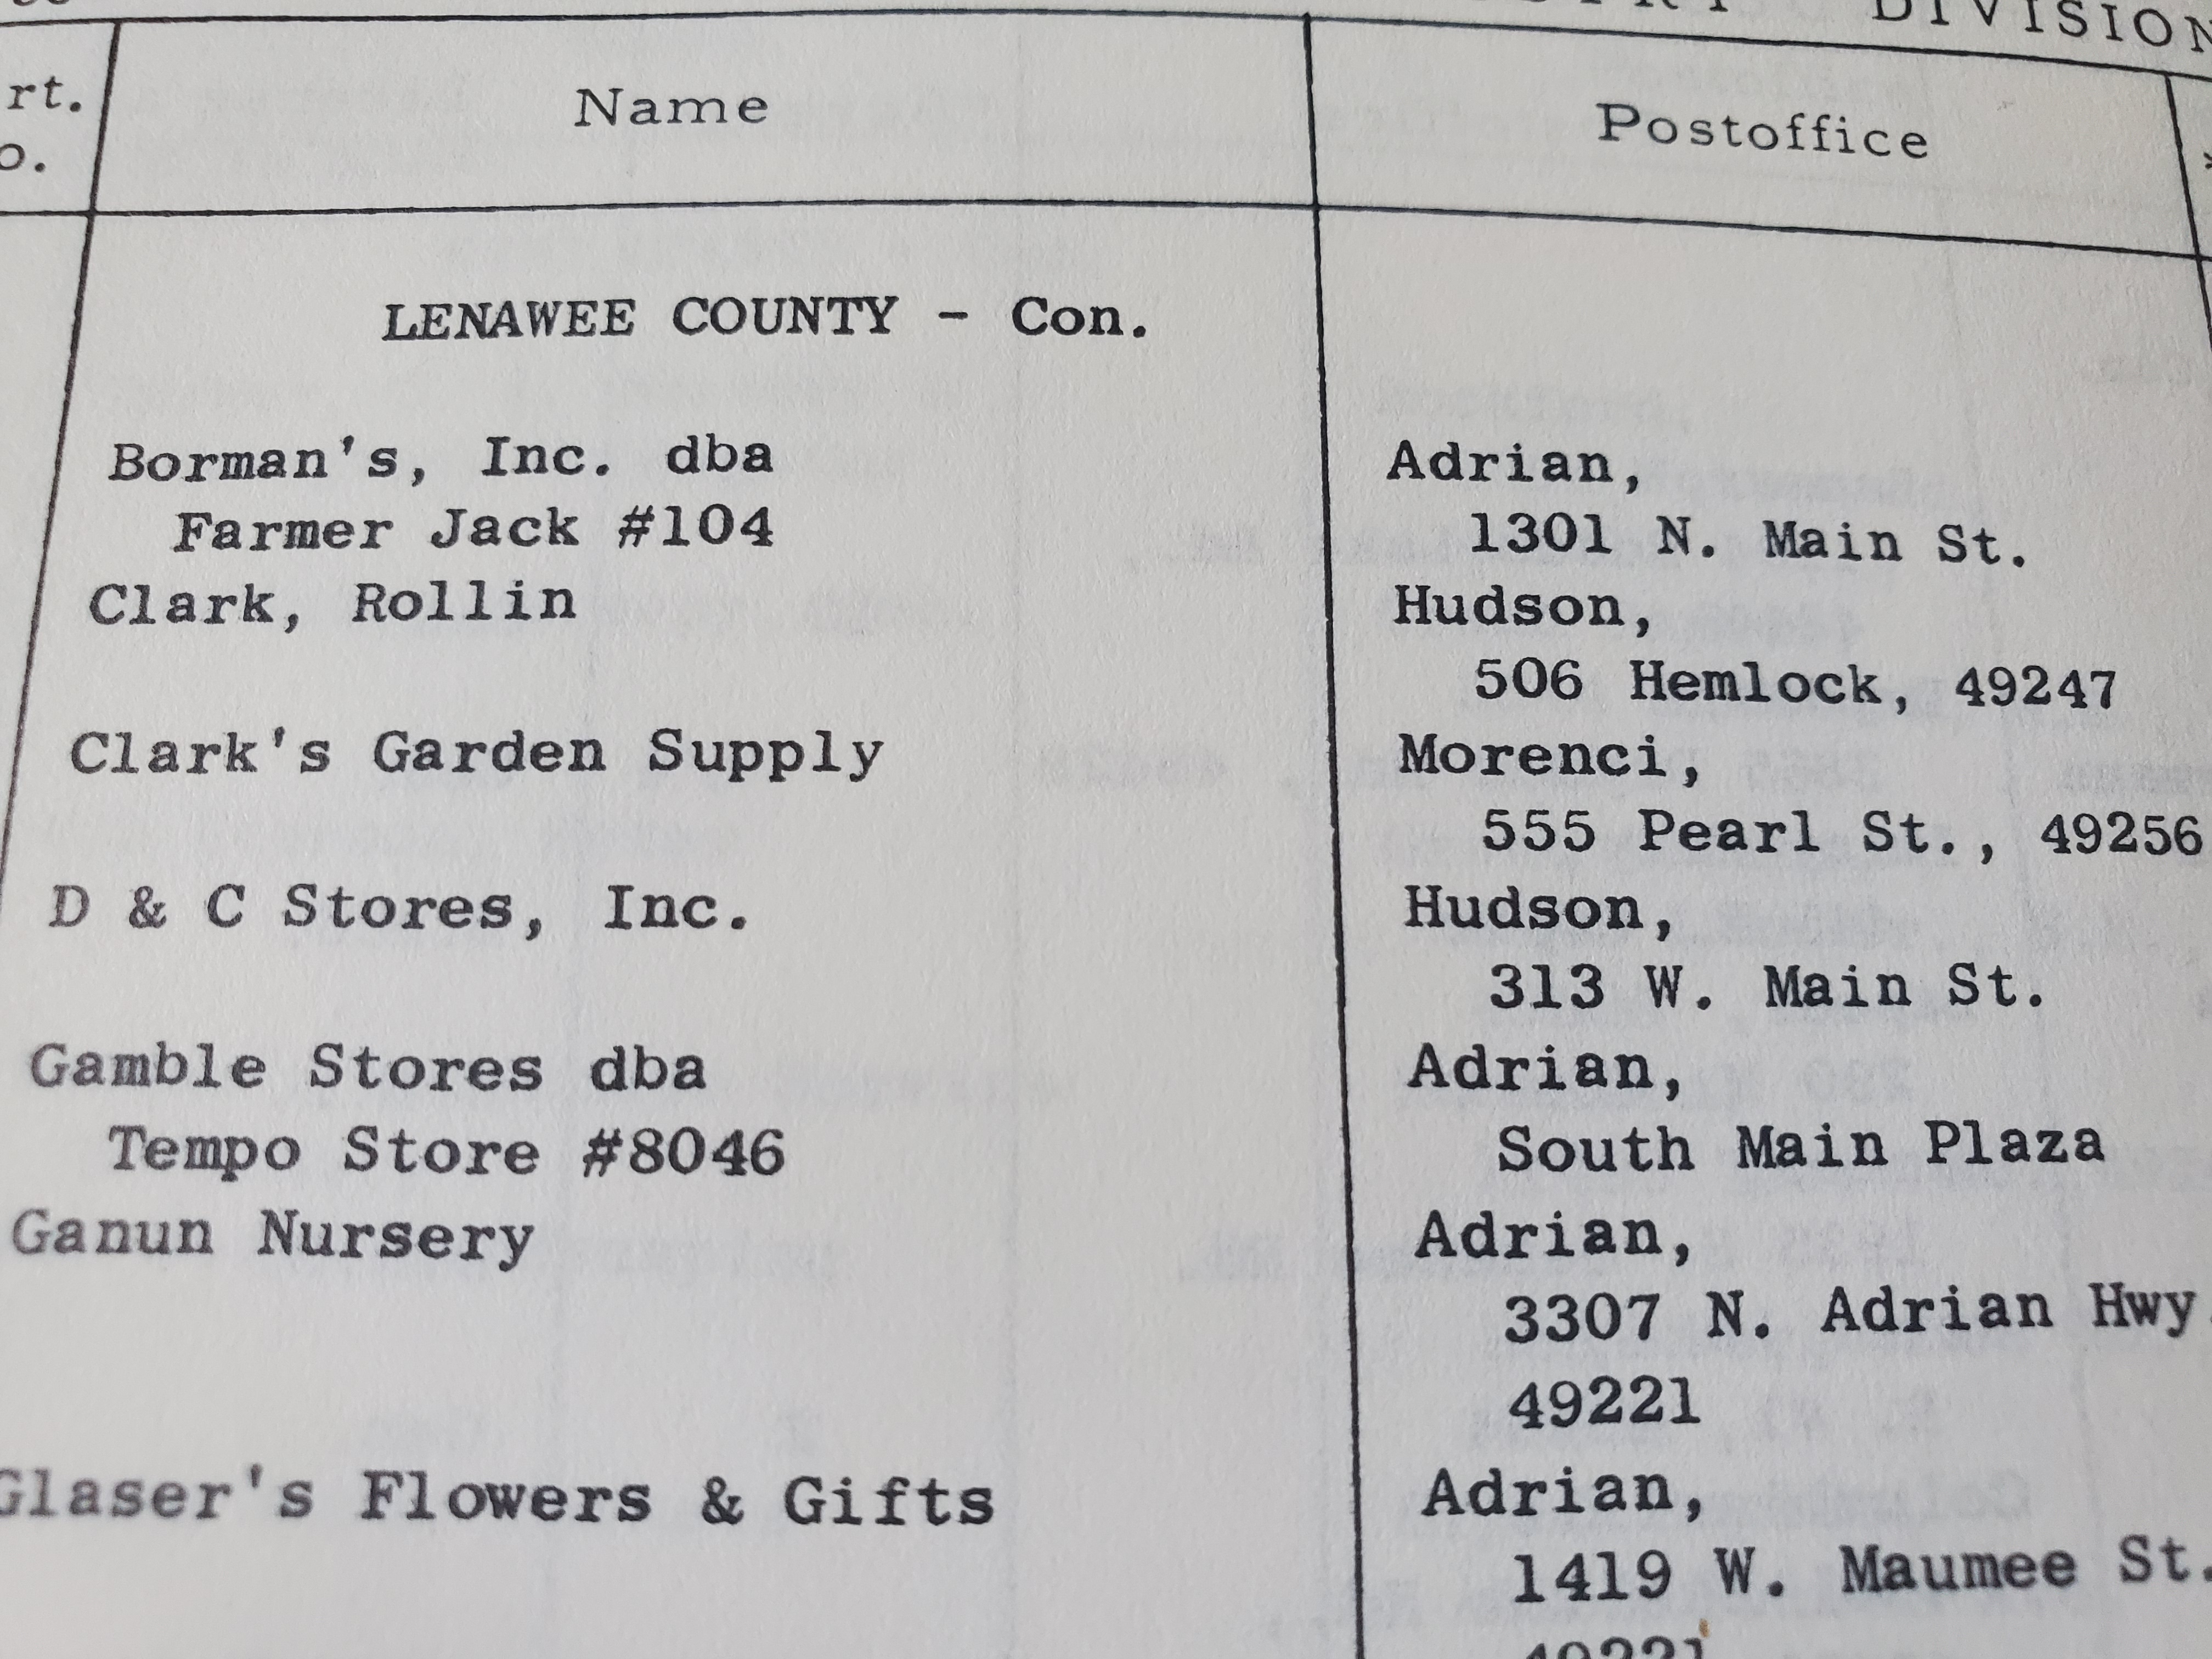 DIVISION
rt.
o.
Name
Postoffice
LENAWEE COUNTY - Con.
Borman's, Inc. dba
Adrian,
Farmer Jack #104
1301 N. Main St.
Clark, Rollin
Hudson,
506 Hemlock, 49247
Clark's Garden Supply
Morenci,
555 Pearl St., 49256
D & C Stores, Inc.
Hudson,
313 W. Main St.
Gamble Stores dba
Adrian,
Tempo Store #8046
South Main Plaza
Ganun Nursery
Adrian,
3307 N. Adrian Hwy
49221
Glaser's Flowers & Gifts
Adrian,
1419 W. Maumee St.
49221